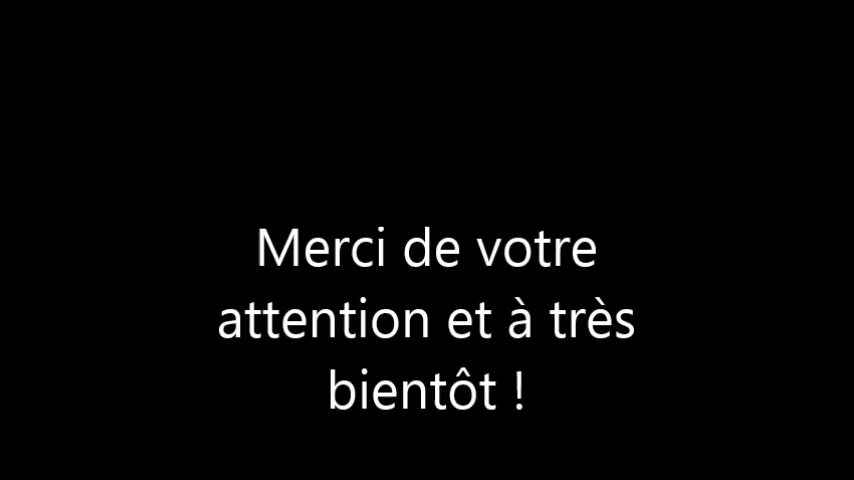 Merci de votre
attention et à très
bientôt !